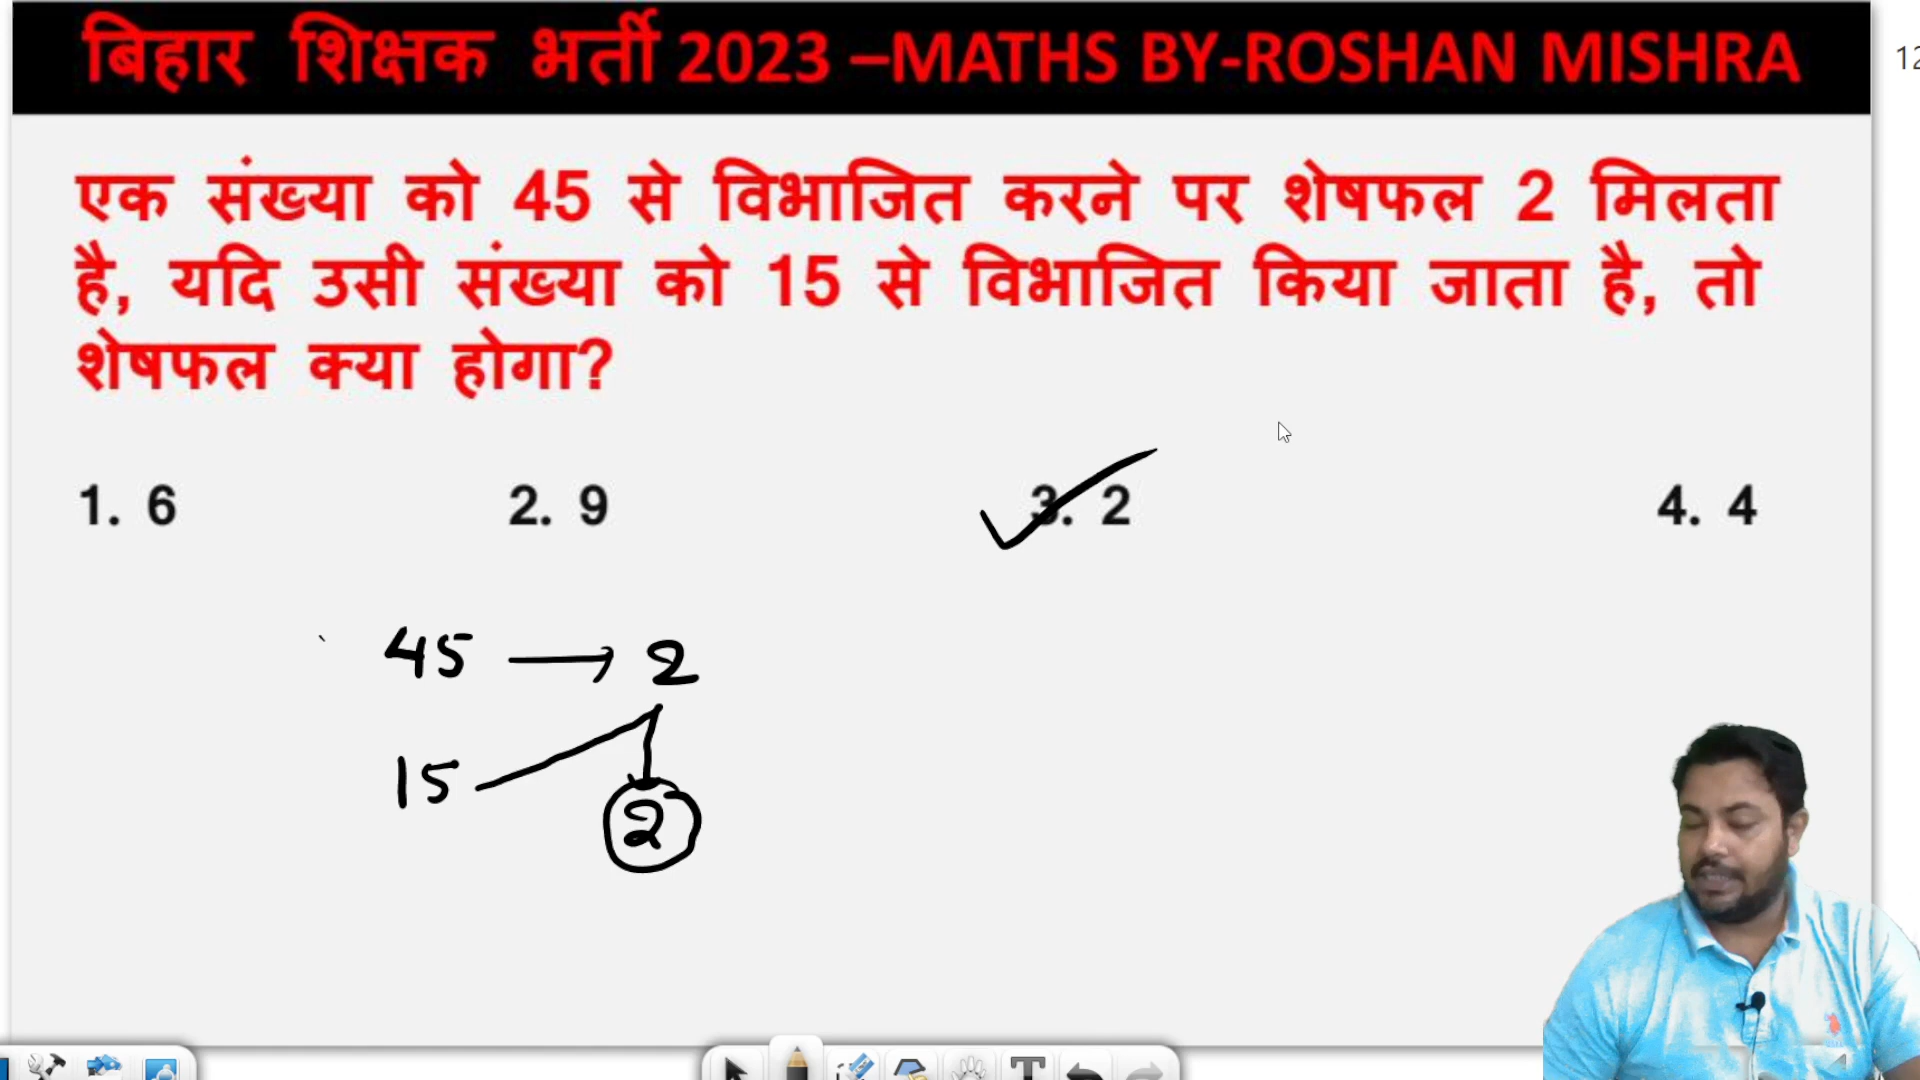 बिहार शिक्षक भर्ती 2023 –MATHS BY-ROSHAN MISHRA
12
एक संख्या को 45 से विभाजित करने पर शेषफल 2 मिलता
है, यदि उसी संख्या को 15 से विभाजित किया जाता है, तो
शेषफल क्या होगा?
1. 6 2. 9 3. 2 4. 4
45 → 2
15
2